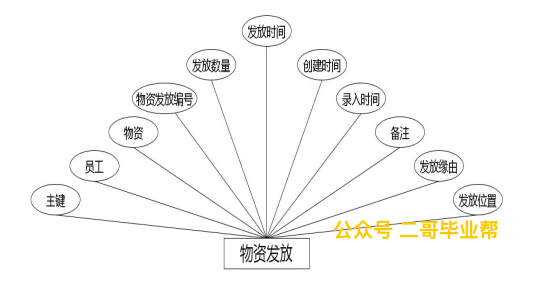 发放时间
发放数量
创建时间
物资发放编号
录入时间
物资
备注
员工
发放缘由
主键
发放位置
公众号 二哥毕业帮
物资发放